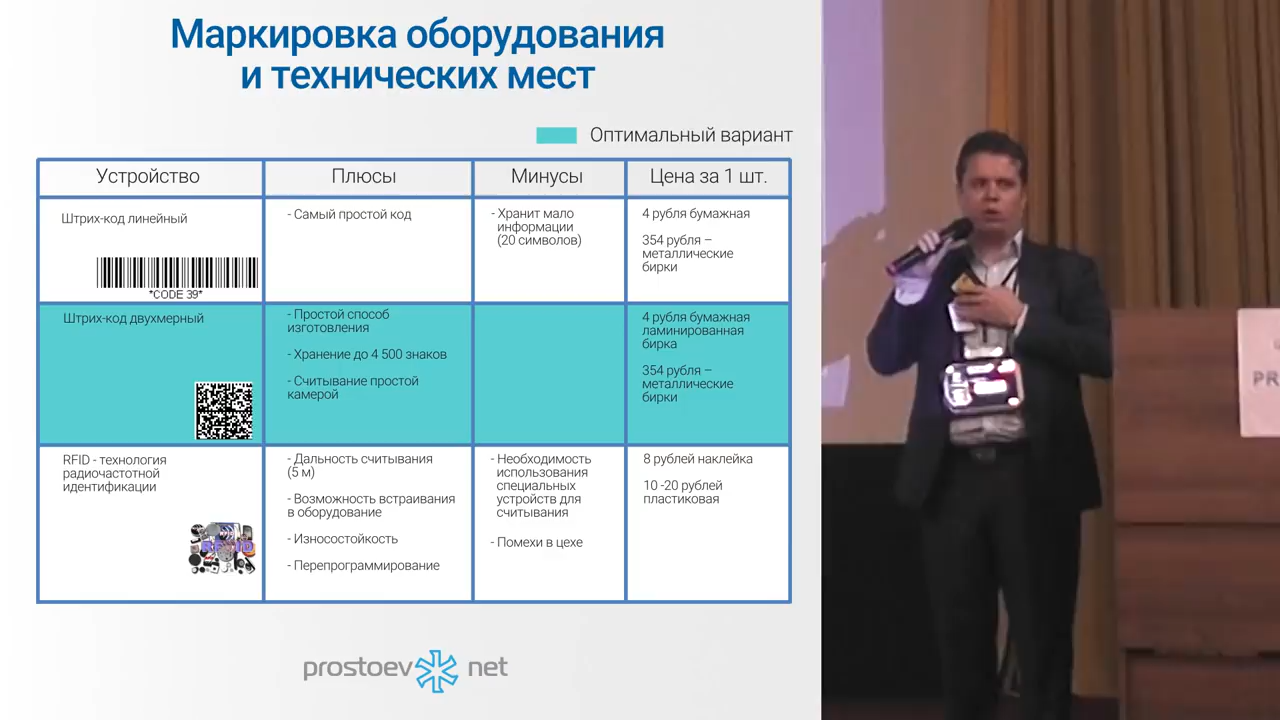 Маркировка оборудования
и технических мест
Оптимальный вариант
Устройство
Плюсы
Минусы
Цена за 1 шт.
Штрих-код линейный
*CODE 39*
- Самый простой код
- Хранит мало
информации
(20 символов)
4 рубля бумажная
354 рубля –
металлические
бирки
Штрих-код двухмерный
- Простой способ
изготовления
- Хранение до 4 500 знаков
- Считывание простой
камерой
4 рубля бумажная
ламинированная
бирка
354 рубля –
металлические
бирки
RFID - технология
радиочастотной
идентификации
RFID
- Дальность считывания
(5 м)
- Возможность встраивания
в оборудование
- Износостойкость
- Перепрограммирование
- Необходимость
использования
специальных
устройств для
считывания
- Помехи в цехе
8 рублей наклейка
10 -20 рублей
пластиковая
prostoev net
PR